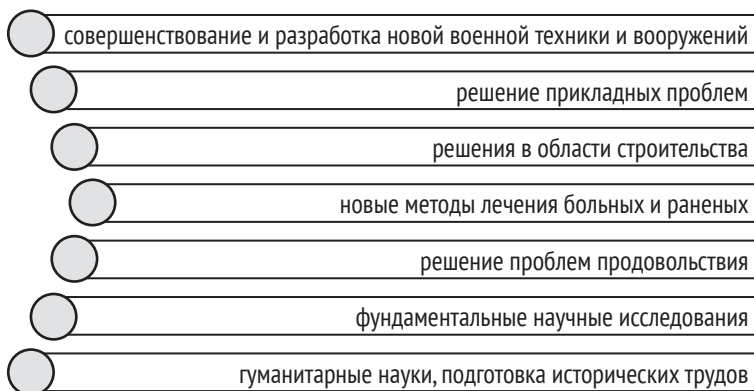 совершенствование и разработка новой военной техники и вооружений
решение прикладных проблем
решения в области строительства
новые методы лечения больных и раненых
решение проблем продовольствия
фундаментальные научные исследования
гуманитарные науки, подготовка исторических трудов